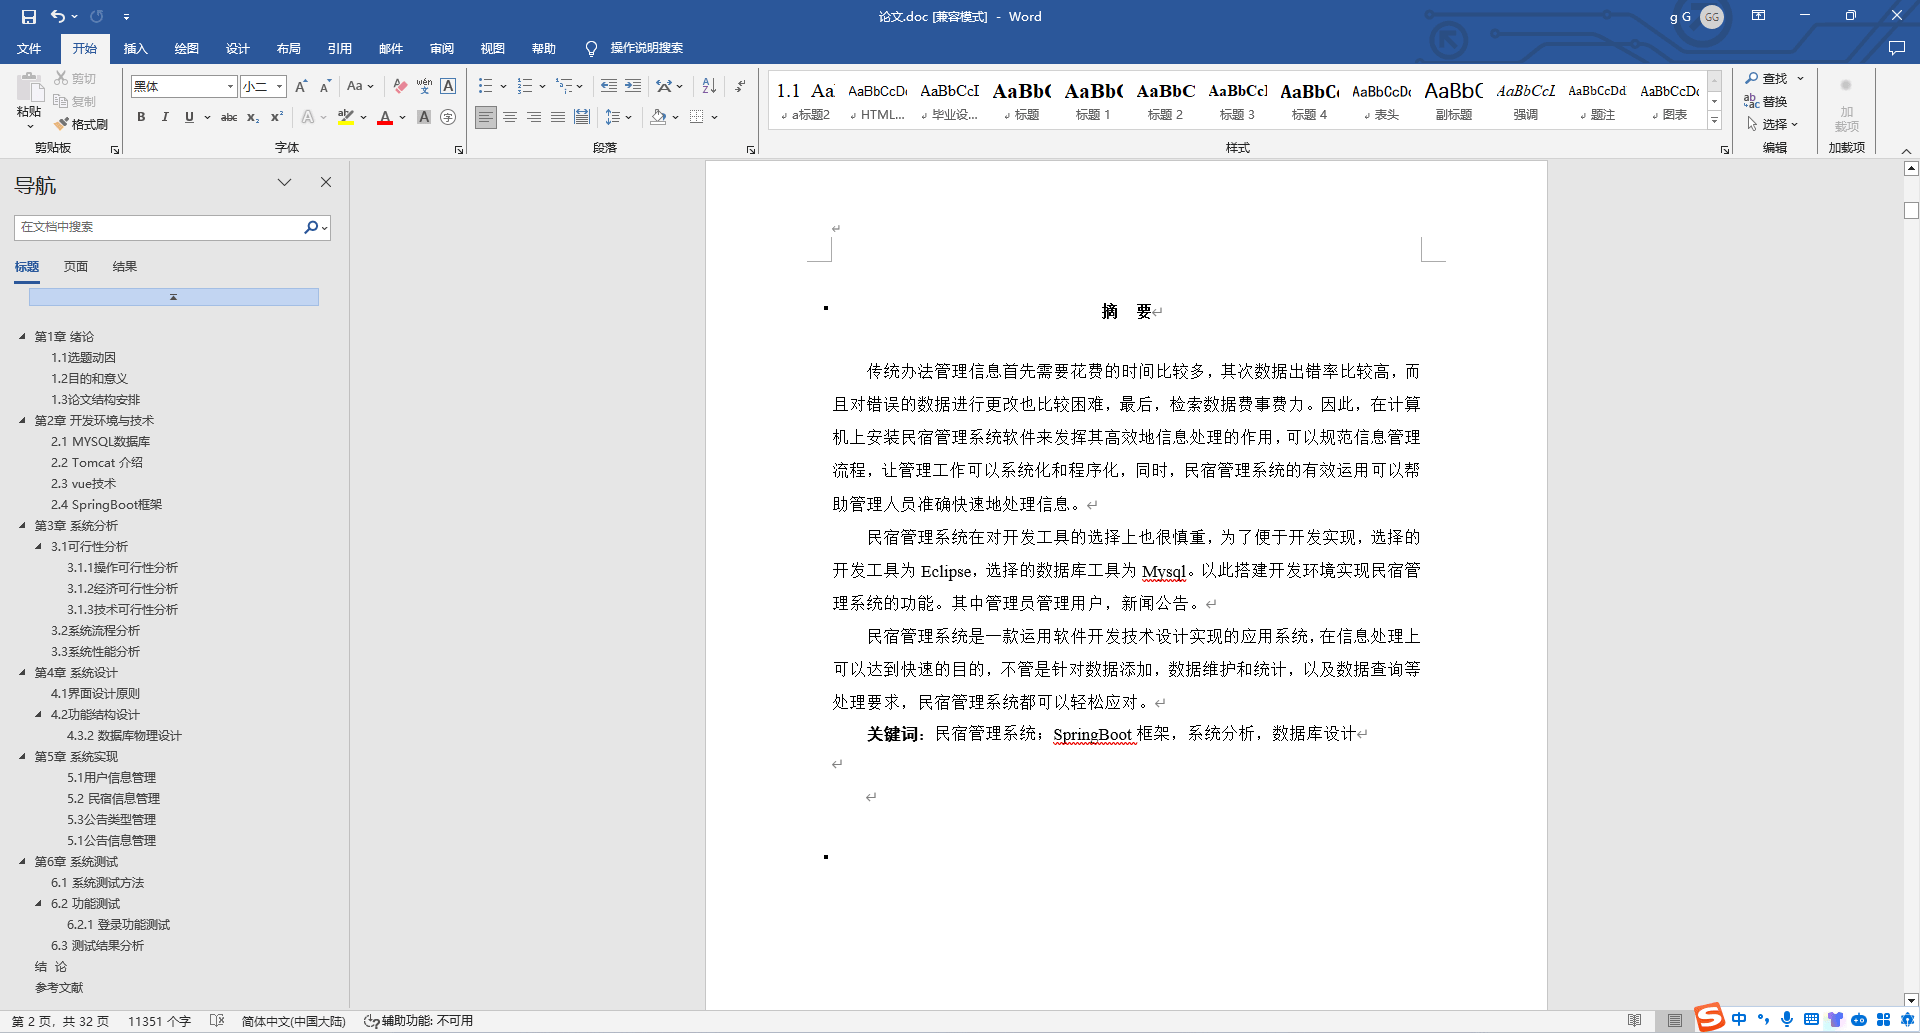 论文.doc [兼容模式] - Word
g G
GG
文件 开始 插入 绘图 设计 布局 引用 邮件 审阅 视图 帮助 操作说明搜索
粘贴
剪切
复制
格式刷
剪贴板
黑体 小二
字体
段落
1.1 Aa AaBbCcDc AaBbCcI AaBb( AaBb( AaBbC AaBbCcl AaBbC( AaBbCcDc AaBbC AaBbCcL AaBbCcDd AaBbCcDc
a标题2 HTML... 毕业设... 标题 标题 1 标题 2 标题 3 标题 4 表头 副标题 强调 题注 图表
样式
查找
替换
选择
编辑
加载项
加载项
导航
在文档中搜索
标题 页面 结果
第1章 绪论
1.1选题动因
1.2目的和意义
1.3论文结构安排
第2章 开发环境与技术
2.1 MYSQL数据库
2.2 Tomcat 介绍
2.3 vue技术
2.4 SpringBoot框架
第3章 系统分析
3.1可行性分析
3.1.1操作可行性分析
3.1.2经济可行性分析
3.1.3技术可行性分析
3.2系统流程分析
3.3系统性能分析
第4章 系统设计
4.1界面设计原则
4.2功能结构设计
4.3.2 数据库物理设计
第5章 系统实现
5.1用户信息管理
5.2 民宿信息管理
5.3公告类型管理
5.1公告信息管理
第6章 系统测试
6.1 系统测试方法
6.2 功能测试
6.2.1 登录功能测试
6.3 测试结果分析
结 论
参考文献
摘 要
传统办法管理信息首先需要花费的时间比较多，其次数据出错率比较高，而
且对错误的数据进行更改也比较困难，最后，检索数据费事费力。因此，在计算
机上安装民宿管理系统软件来发挥其高效地信息处理的作用，可以规范信息管理
流程，让管理工作可以系统化和程序化，同时，民宿管理系统的有效运用可以帮
助管理人员准确快速地处理信息。
民宿管理系统在对开发工具的选择上也很慎重，为了便于开发实现，选择的
开发工具为 Eclipse，选择的数据库工具为 Mysql。以此搭建开发环境实现民宿管
理系统的功能。其中管理员管理用户，新闻公告。
民宿管理系统是一款运用软件开发技术设计实现的应用系统，在信息处理上
可以达到快速的目的，不管是针对数据添加，数据维护和统计，以及数据查询等
处理要求，民宿管理系统都可以轻松应对。
关键词：民宿管理系统；SpringBoot 框架，系统分析，数据库设计
第 2 页，共 32 页 11351 个字 简体中文(中国大陆) 辅助功能: 不可用
中